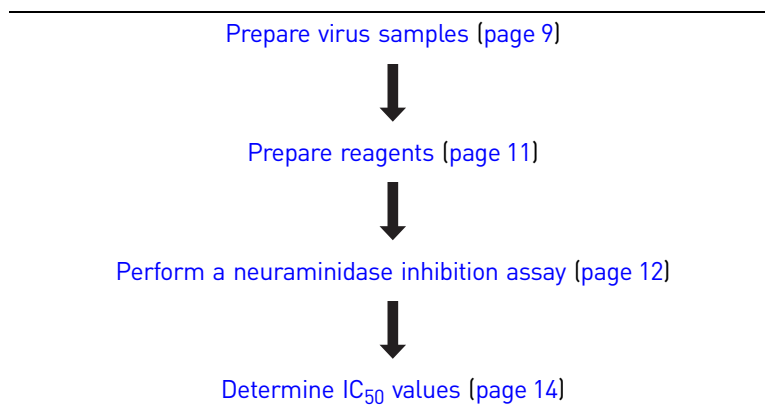 Prepare virus samples (page 9)
Prepare reagents (page 11)
Perform a neuraminidase inhibition assay (page 12)
Determine IC50 values (page 14)